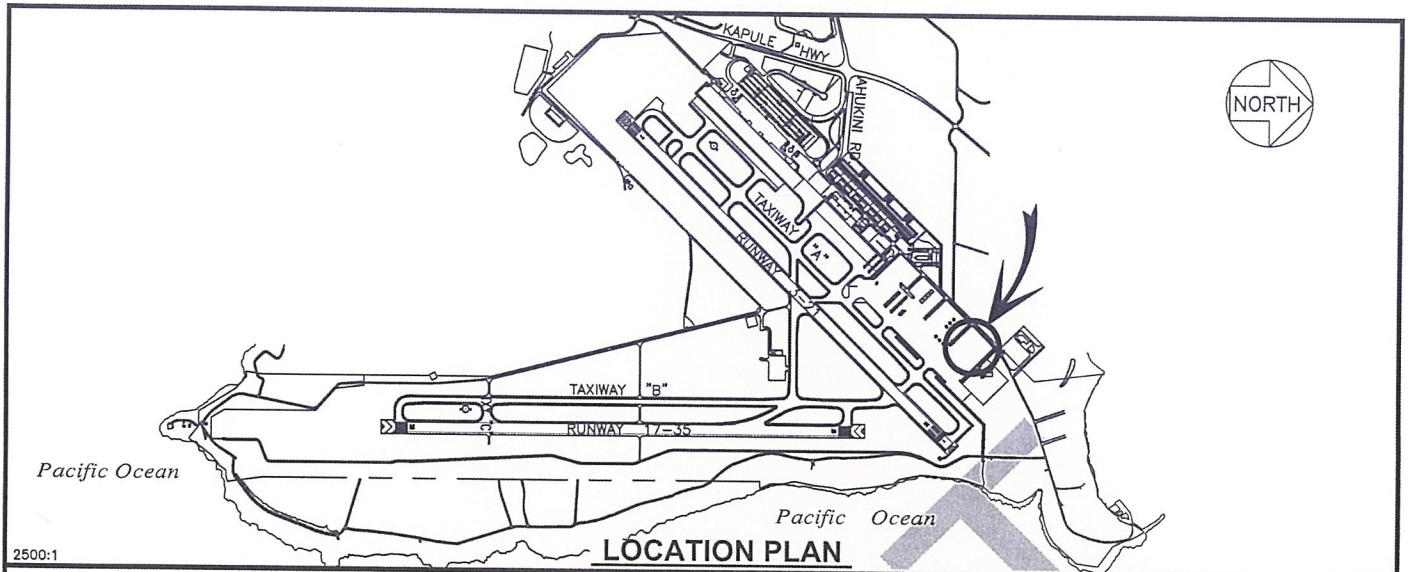 KAPULE HWY
NORTH
AHUKINI RD
TAXIWAY "A"
RUNWAY
TAXIWAY "B"
RUNWAY 17-35
Pacific Ocean
Pacific Ocean
LOCATION PLAN
2500:1